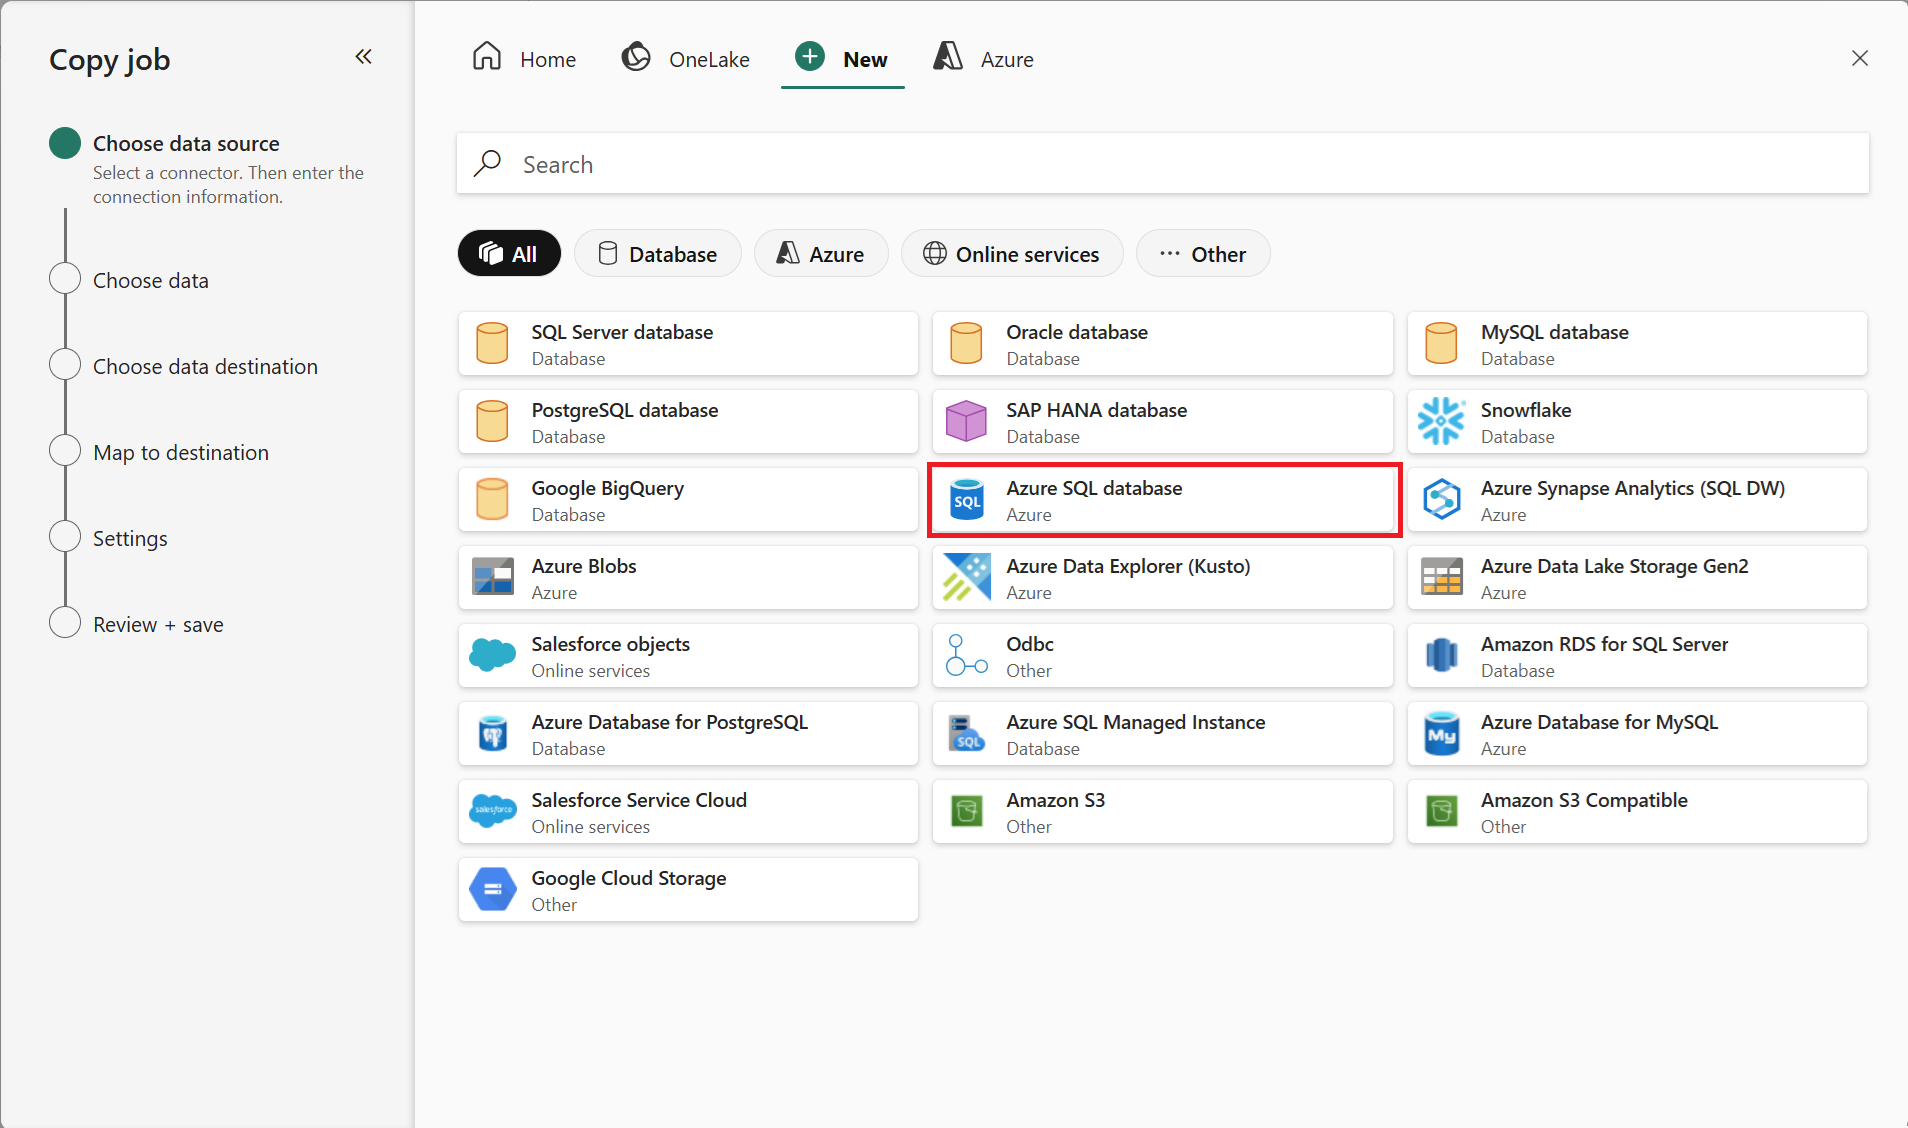 Copy job
Choose data source
Select a connector. Then enter the
connection information.
Choose data
Choose data destination
Map to destination
Settings
Review + save
Home
OneLake
New
Azure
Search
All
Database
Azure
Online services
Other
SQL Server database
Database
Oracle database
Database
MySQL database
Database
PostgreSQL database
Database
SAP HANA database
Database
Snowflake
Database
Google BigQuery
Database
SQL
Azure SQL database
Azure
Azure Synapse Analytics (SQL DW)
Azure
Azure Blobs
Azure
Azure Data Explorer (Kusto)
Azure
Azure Data Lake Storage Gen2
Azure
Salesforce objects
Online services
Odbc
Other
Amazon RDS for SQL Server
Database
Azure Database for PostgreSQL
Database
SQL
Azure SQL Managed Instance
Database
My
Azure Database for MySQL
Azure
salesforce
Salesforce Service Cloud
Online services
Amazon S3
Other
Amazon S3 Compatible
Other
Google Cloud Storage
Other